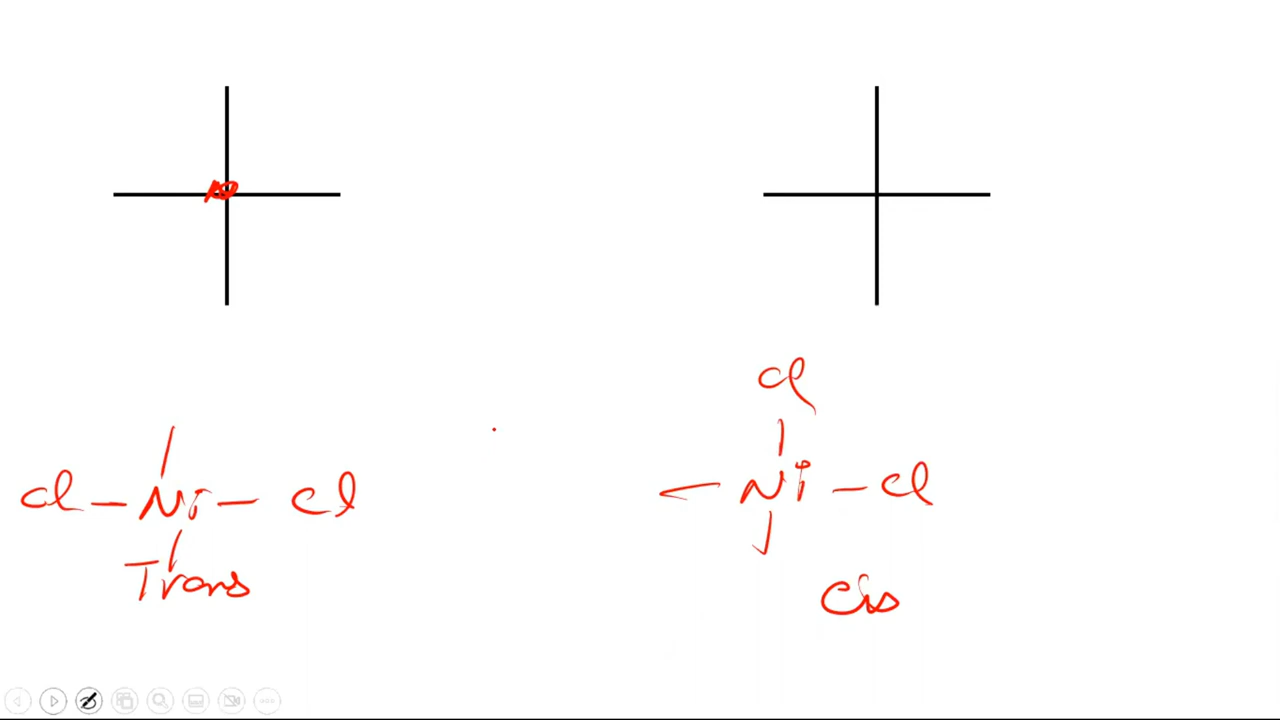 Cl
Cl – Ni – Cl
Ni – Cl
Trans
Cis